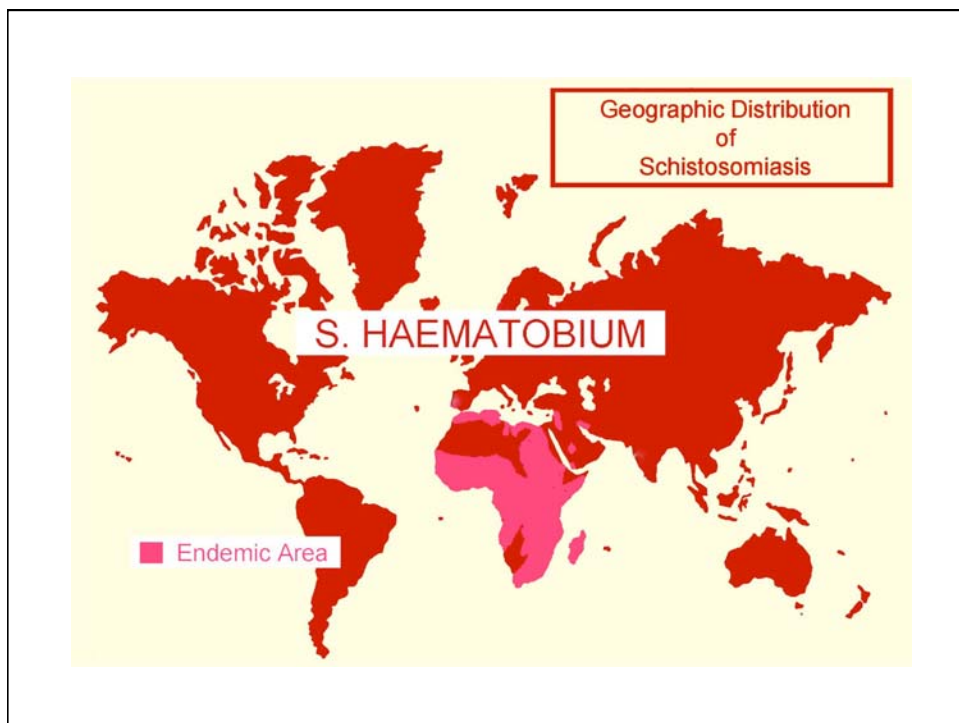 Geographic Distribution
of
Schistosomiasis
S. HAEMATOBIUM
Endemic Area